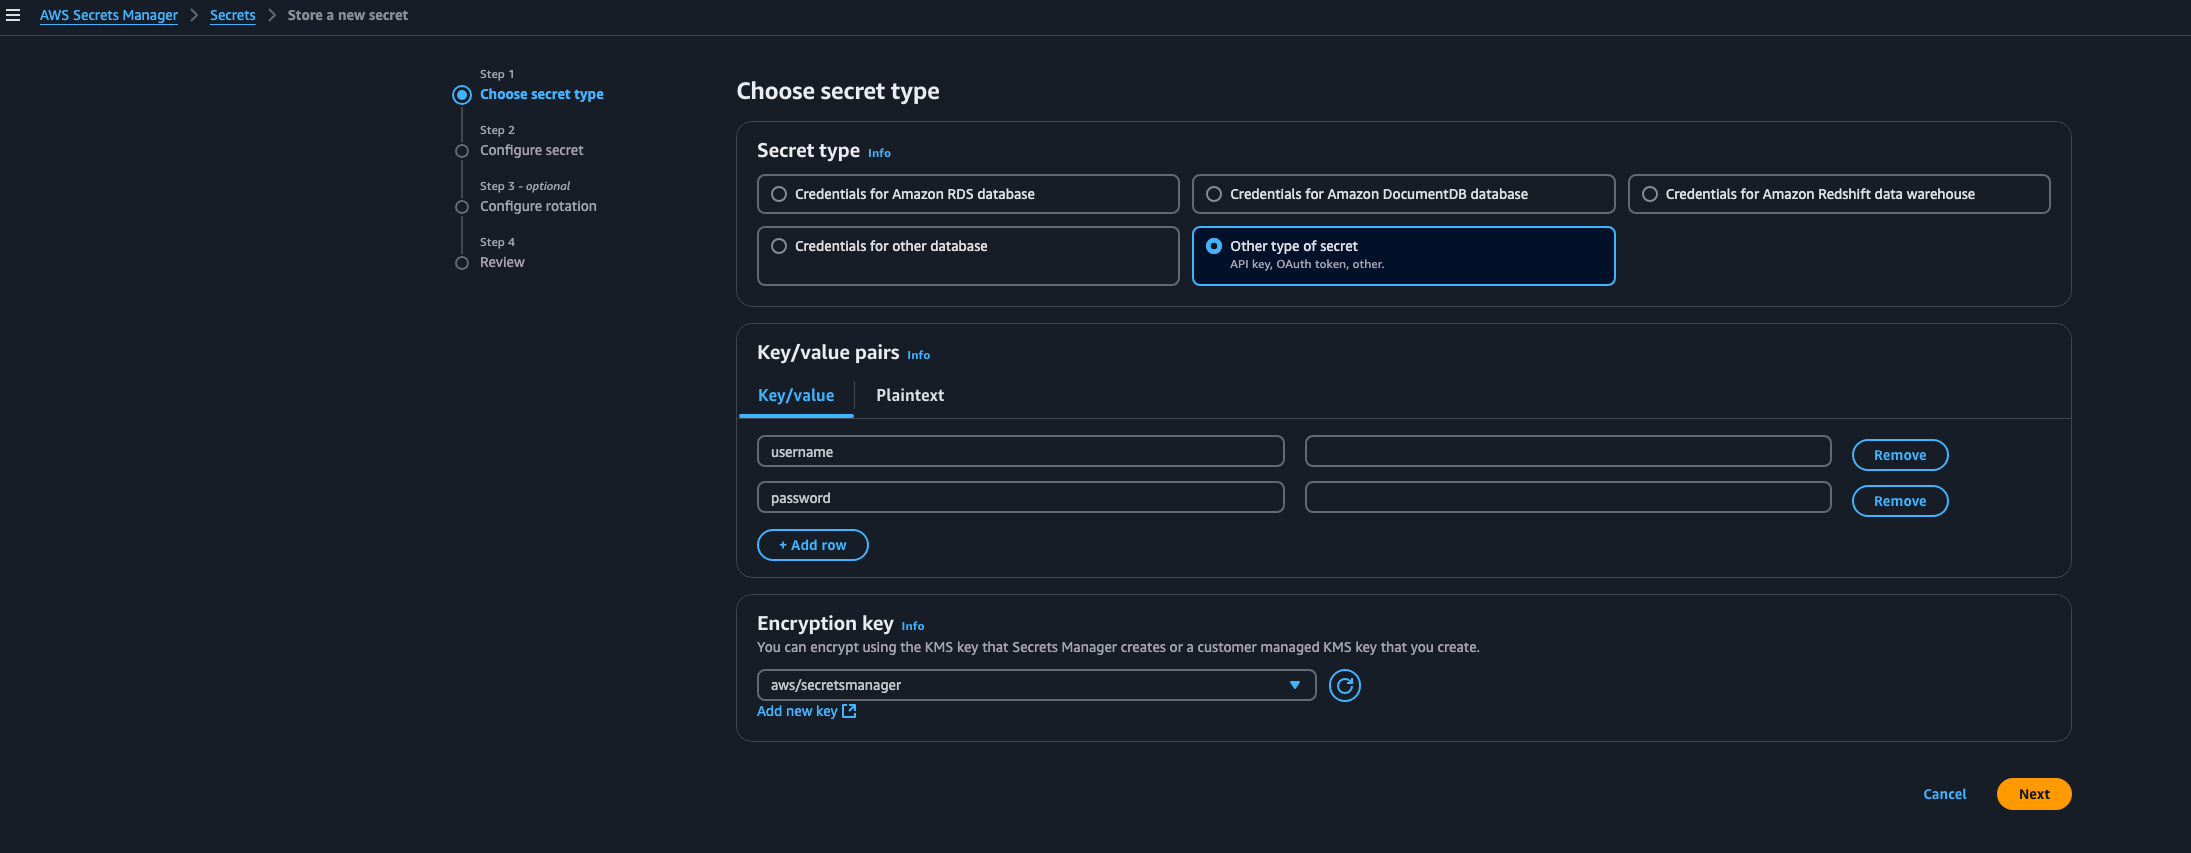 AWS Secrets Manager > Secrets > Store a new secret
Step 1
Choose secret type
Step 2
Configure secret
Step 3 - optional
Configure rotation
Step 4
Review
Choose secret type
Secret type Info
Credentials for Amazon RDS database
Credentials for Amazon DocumentDB database
Credentials for Amazon Redshift data warehouse
Credentials for other database
Other type of secret
API key, OAuth token, other.
Key/value pairs Info
Key/value Plaintext
username Remove
password Remove
+ Add row
Encryption key Info
You can encrypt using the KMS key that Secrets Manager creates or a customer managed KMS key that you create.
aws/secretsmanager
Add new key
Cancel Next